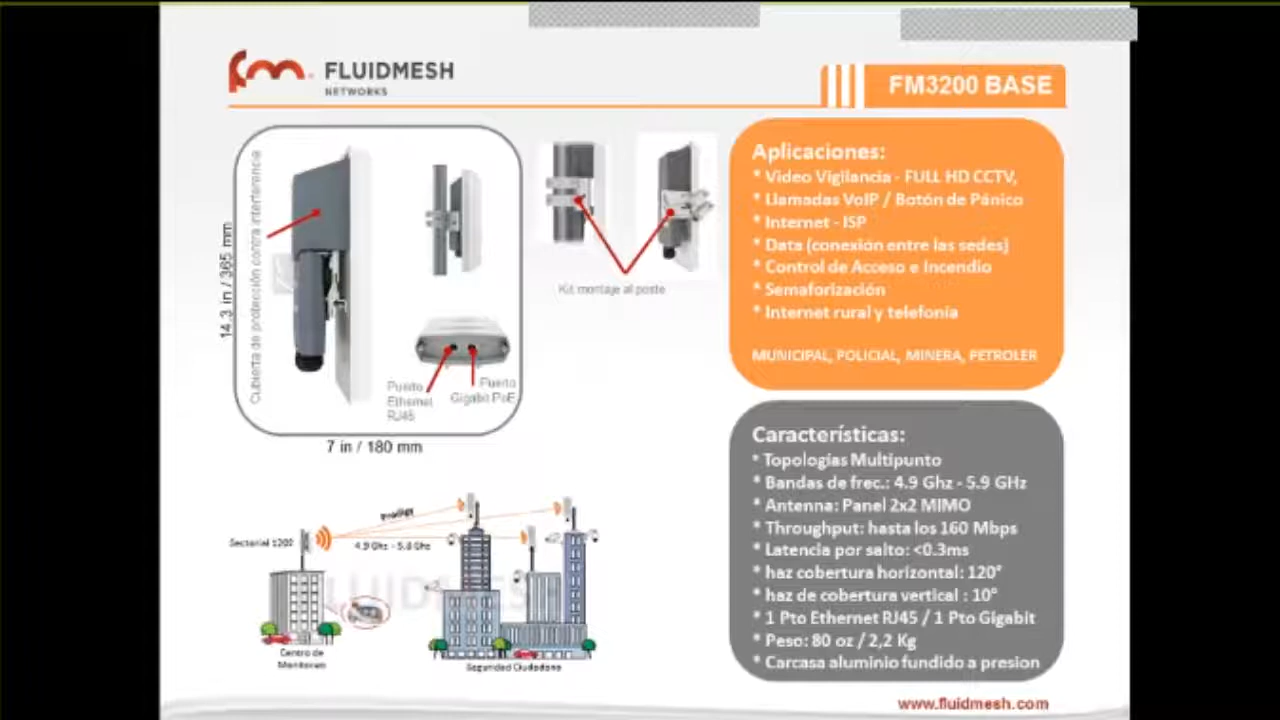 fm FLUIDMESH
NETWORKS
FM3200 BASE
Cubierta de protección contra interferencia
14.3 in / 365 mm
Puerto
Ethernet
RJ45
Puerto
Gigabit PoE
7 in / 180 mm
Kit montaje al poste
Aplicaciones:
* Video Vigilancia - FULL HD CCTV,
* Llamadas VoIP / Botón de Pánico
* Internet - ISP
* Data (conexión entre las sedes)
* Control de Acceso e Incendio
* Semaforización
* Internet rural y telefonía
MUNICIPAL, POLICIAL, MINERA, PETROLER
Características:
* Topologías Multipunto
* Bandas de frec.: 4.9 Ghz - 5.9 GHz
* Antenna: Panel 2x2 MIMO
* Throughput: hasta los 160 Mbps
* Latencia por salto: <0.3ms
* haz cobertura horizontal: 120°
* haz de cobertura vertical : 10°
* 1 Pto Ethernet RJ45 / 1 Pto Gigabit
* Peso: 80 oz / 2,2 Kg
* Carcasa aluminio fundido a presion
Sectorial 1200
4.9 Ghz - 5.8 Ghz
FLUIDMESH
Centro de
Monitoreo
Seguridad Ciudadana
www.fluidmesh.com